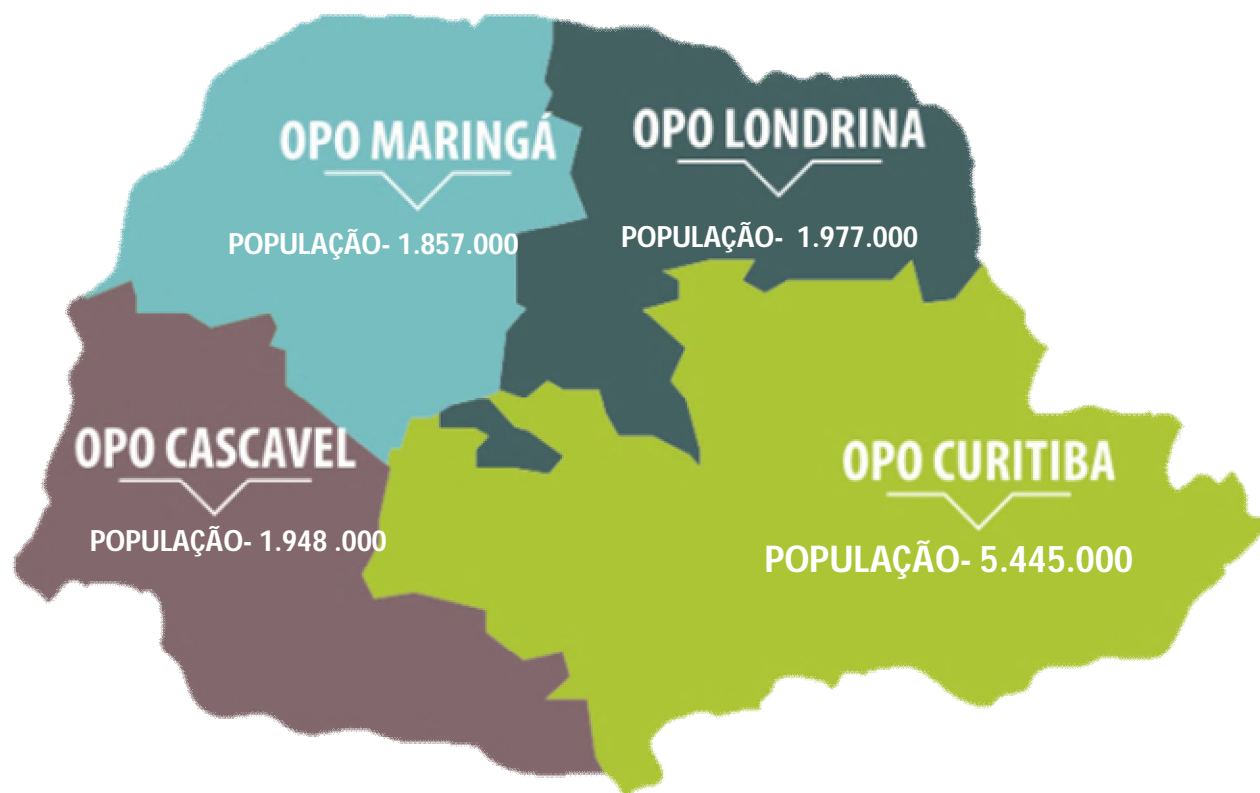 OPO MARINGÁ
POPULAÇÃO- 1.857.000
OPO LONDRINA
POPULAÇÃO- 1.977.000
OPO CASCAVEL
POPULAÇÃO- 1.948 .000
OPO CURITIBA
POPULAÇÃO- 5.445.000